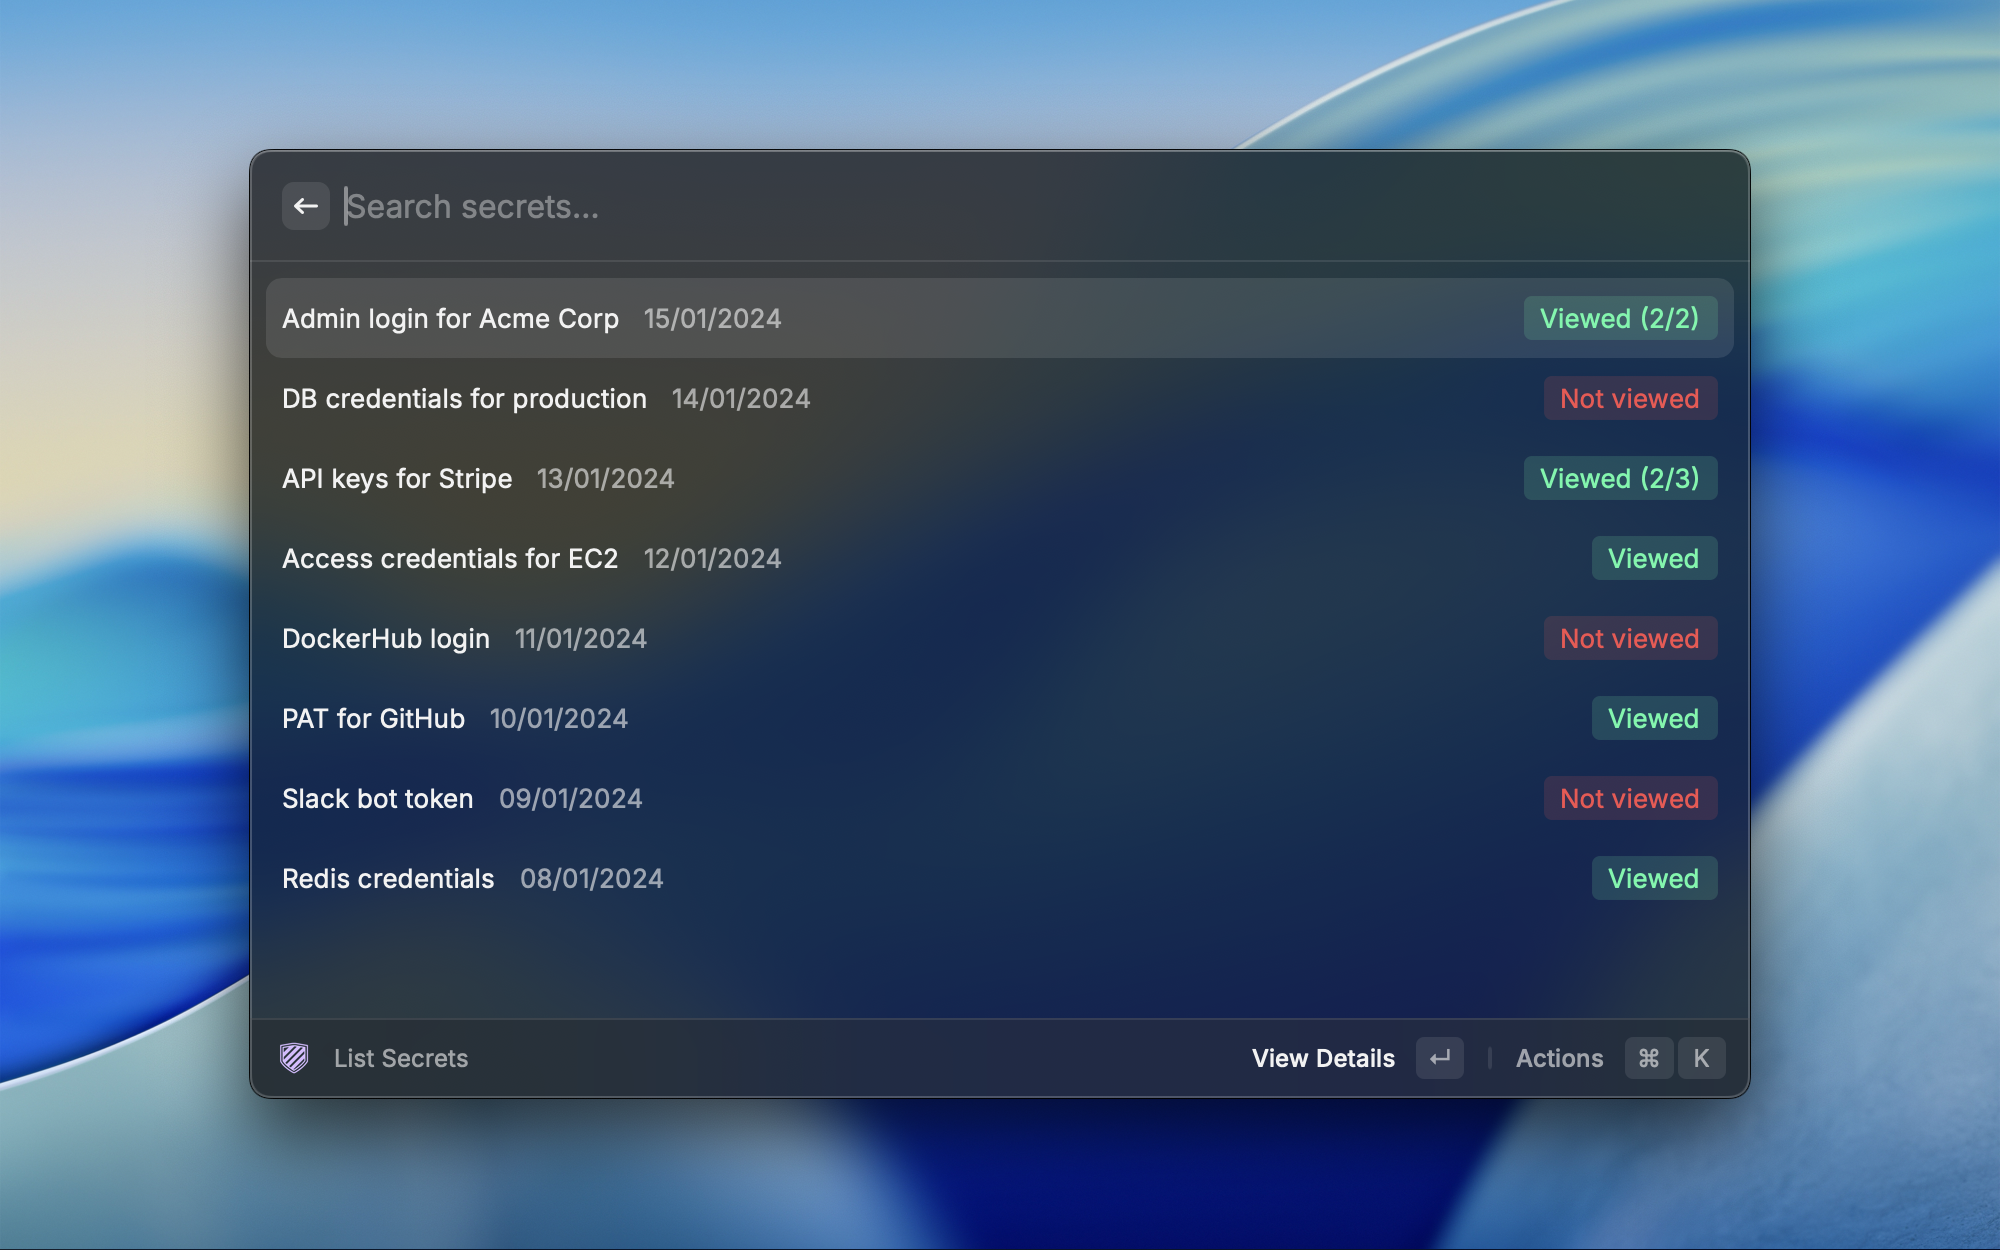 Search secrets...
Admin login for Acme Corp 15/01/2024 Viewed (2/2)
DB credentials for production 14/01/2024 Not viewed
API keys for Stripe 13/01/2024 Viewed (2/3)
Access credentials for EC2 12/01/2024 Viewed
DockerHub login 11/01/2024 Not viewed
PAT for GitHub 10/01/2024 Viewed
Slack bot token 09/01/2024 Not viewed
Redis credentials 08/01/2024 Viewed
List Secrets View Details ↵ Actions ⌘ K